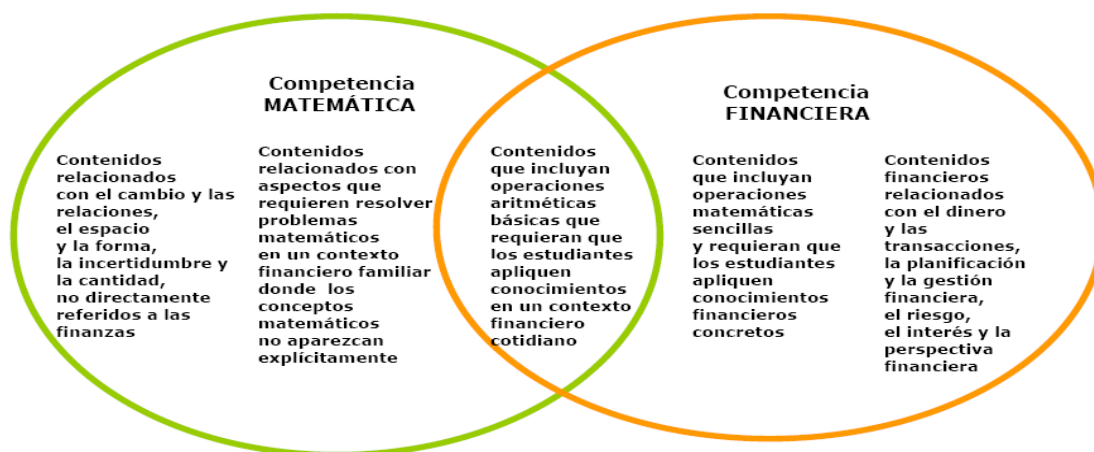 Competencia
MATEMÁTICA
Contenidos
relacionados
con el cambio y las
relaciones,
el espacio
y la forma,
la incertidumbre y
la cantidad,
no directamente
referidos a las
finanzas
Contenidos
relacionados con
aspectos que
requieren resolver
problemas
matemáticos
en un contexto
financiero familiar
donde los
conceptos
matemáticos
no aparezcan
explícitamente
Contenidos
que incluyan
operaciones
aritméticas
básicas que
requieran que
los estudiantes
apliquen
conocimientos
en un contexto
financiero
cotidiano
Competencia
FINANCIERA
Contenidos
que incluyan
operaciones
matemáticas
sencillas
y requieran que
los estudiantes
apliquen
conocimientos
financieros
concretos
Contenidos
financieros
relacionados
con el dinero
y las
transacciones,
la planificación
y la gestión
financiera,
el riesgo,
el interés y la
perspectiva
financiera